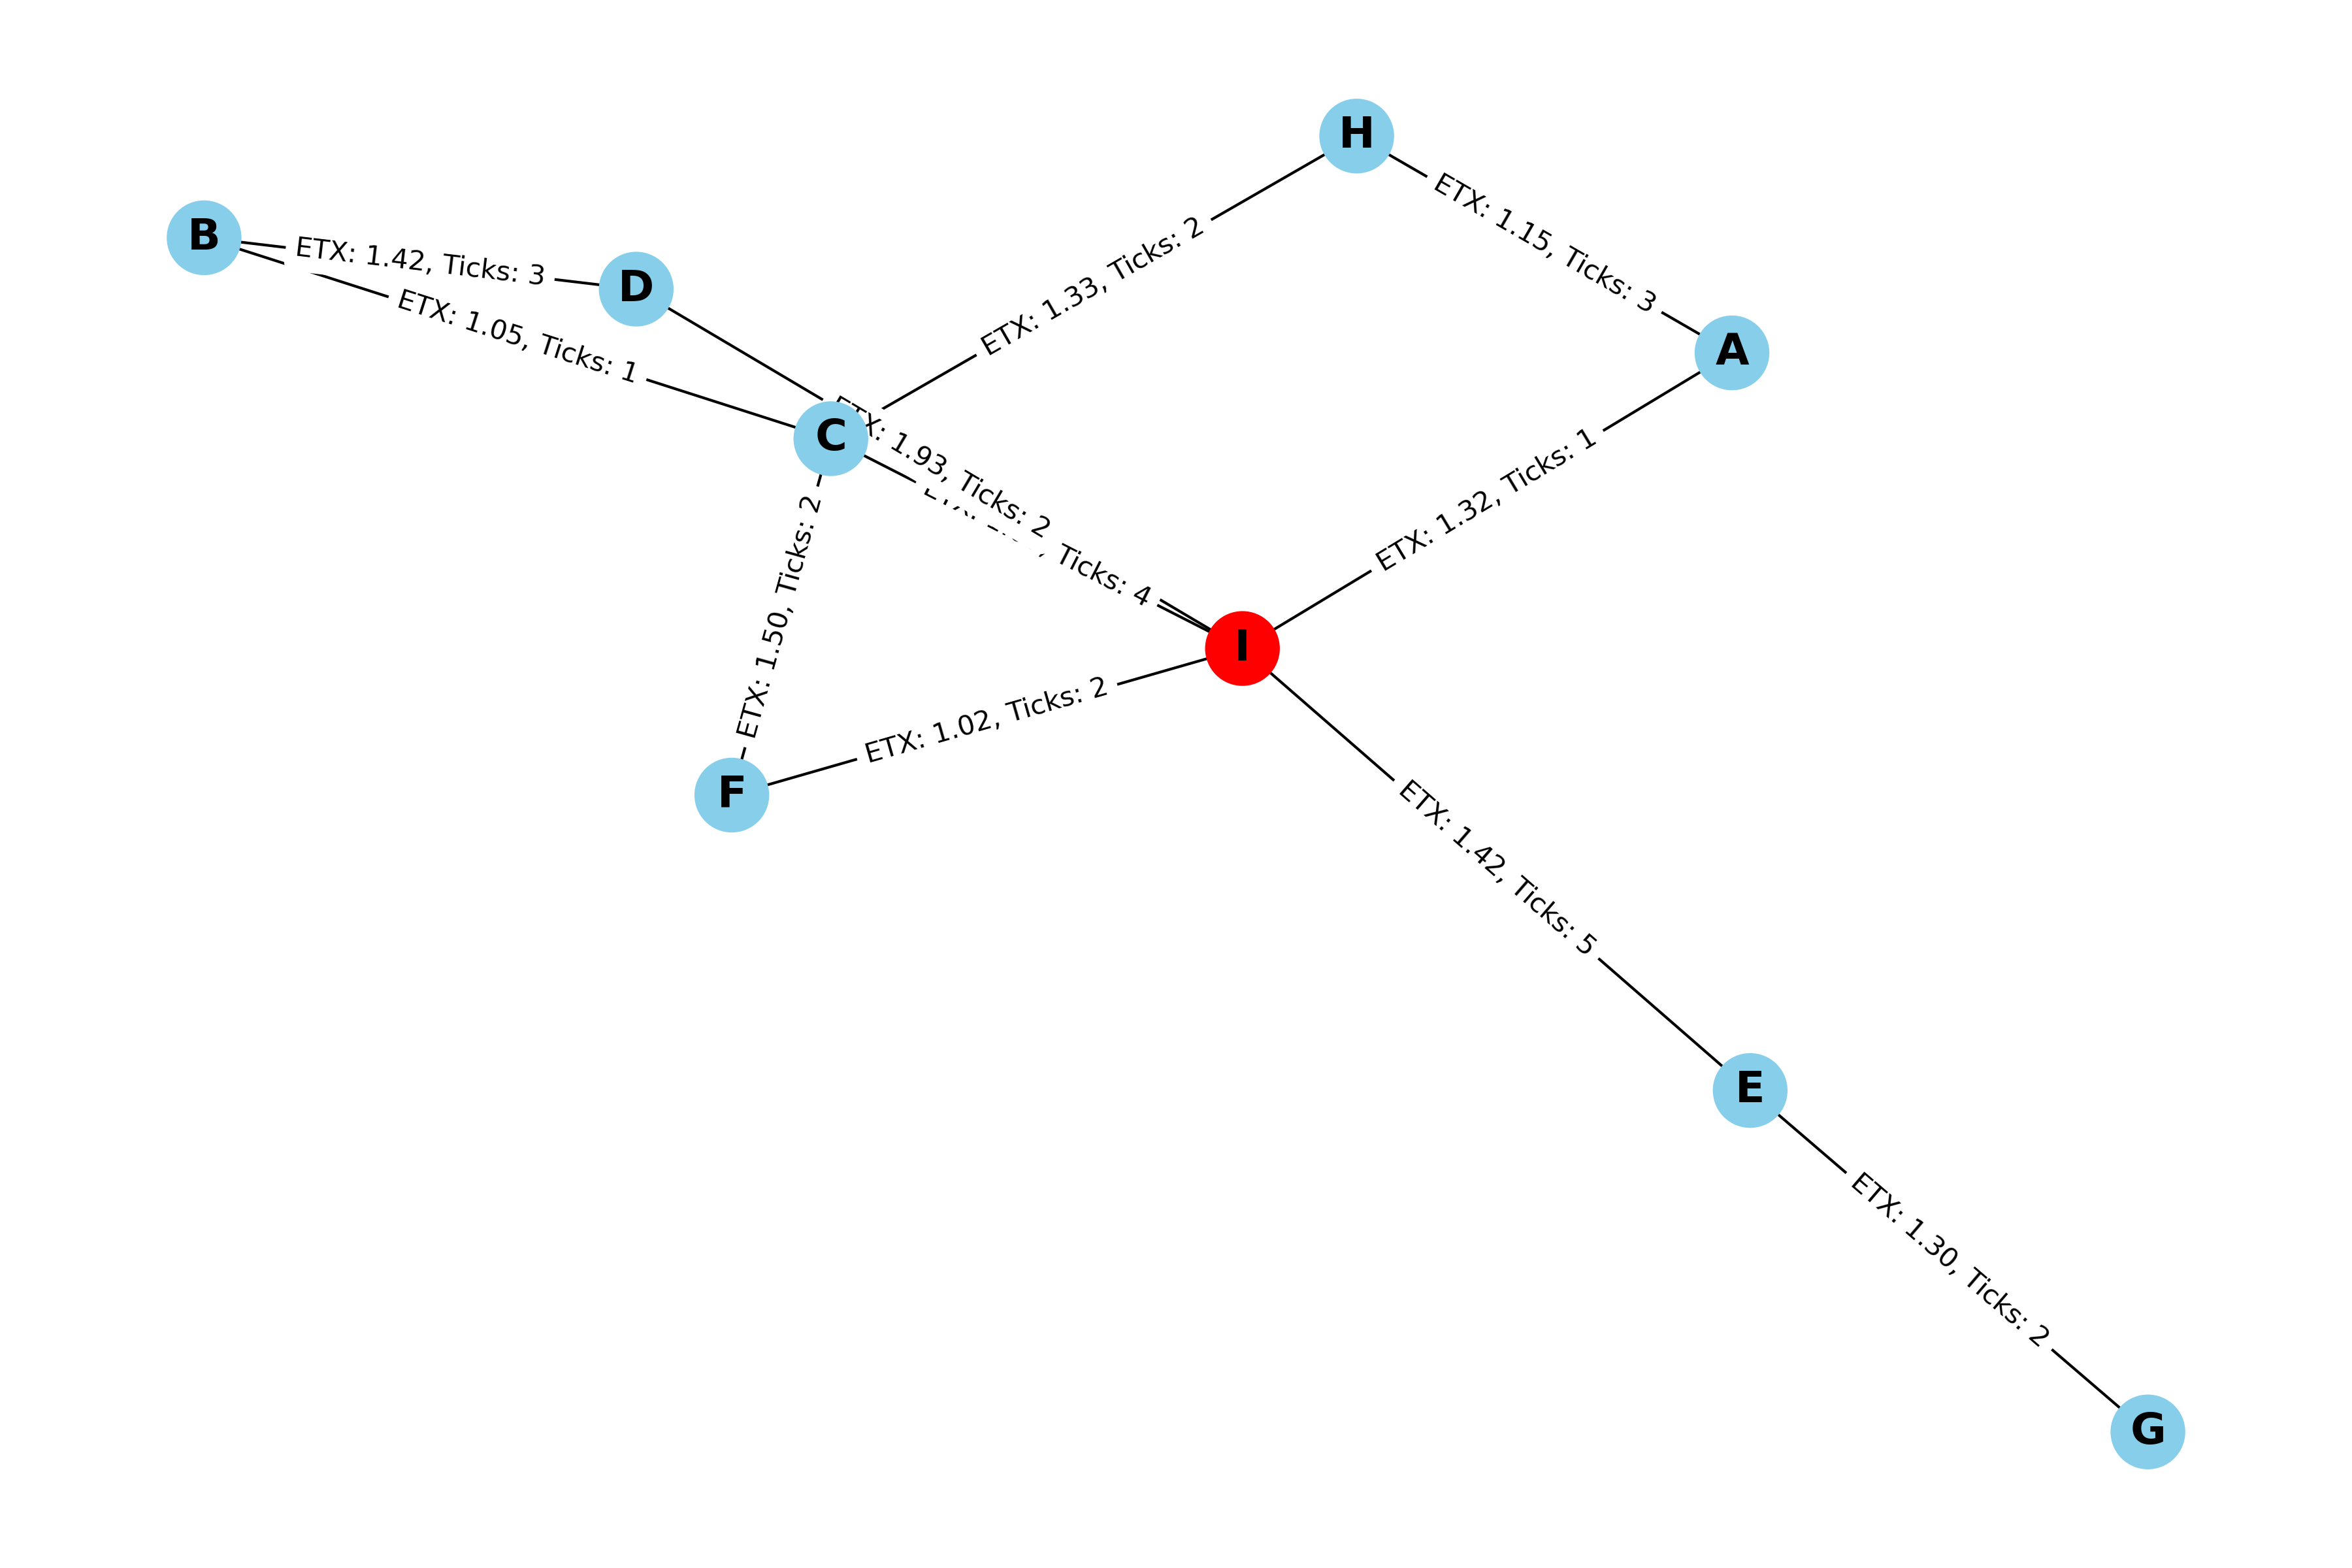 H
ETX: 1.15, Ticks: 3
B
ETX: 1.42, Ticks: 3
D
ETX: 1.33, Ticks: 2
ETX: 1.05, Ticks: 1
A
C
ETX: 1.93, Ticks: 2
Ticks: 4
ETX: 1.32, Ticks: 1
ETX: 1.50, Ticks: 2
I
ETX: 1.02, Ticks: 2
F
ETX: 1.42, Ticks: 5
E
ETX: 1.30, Ticks: 2
G